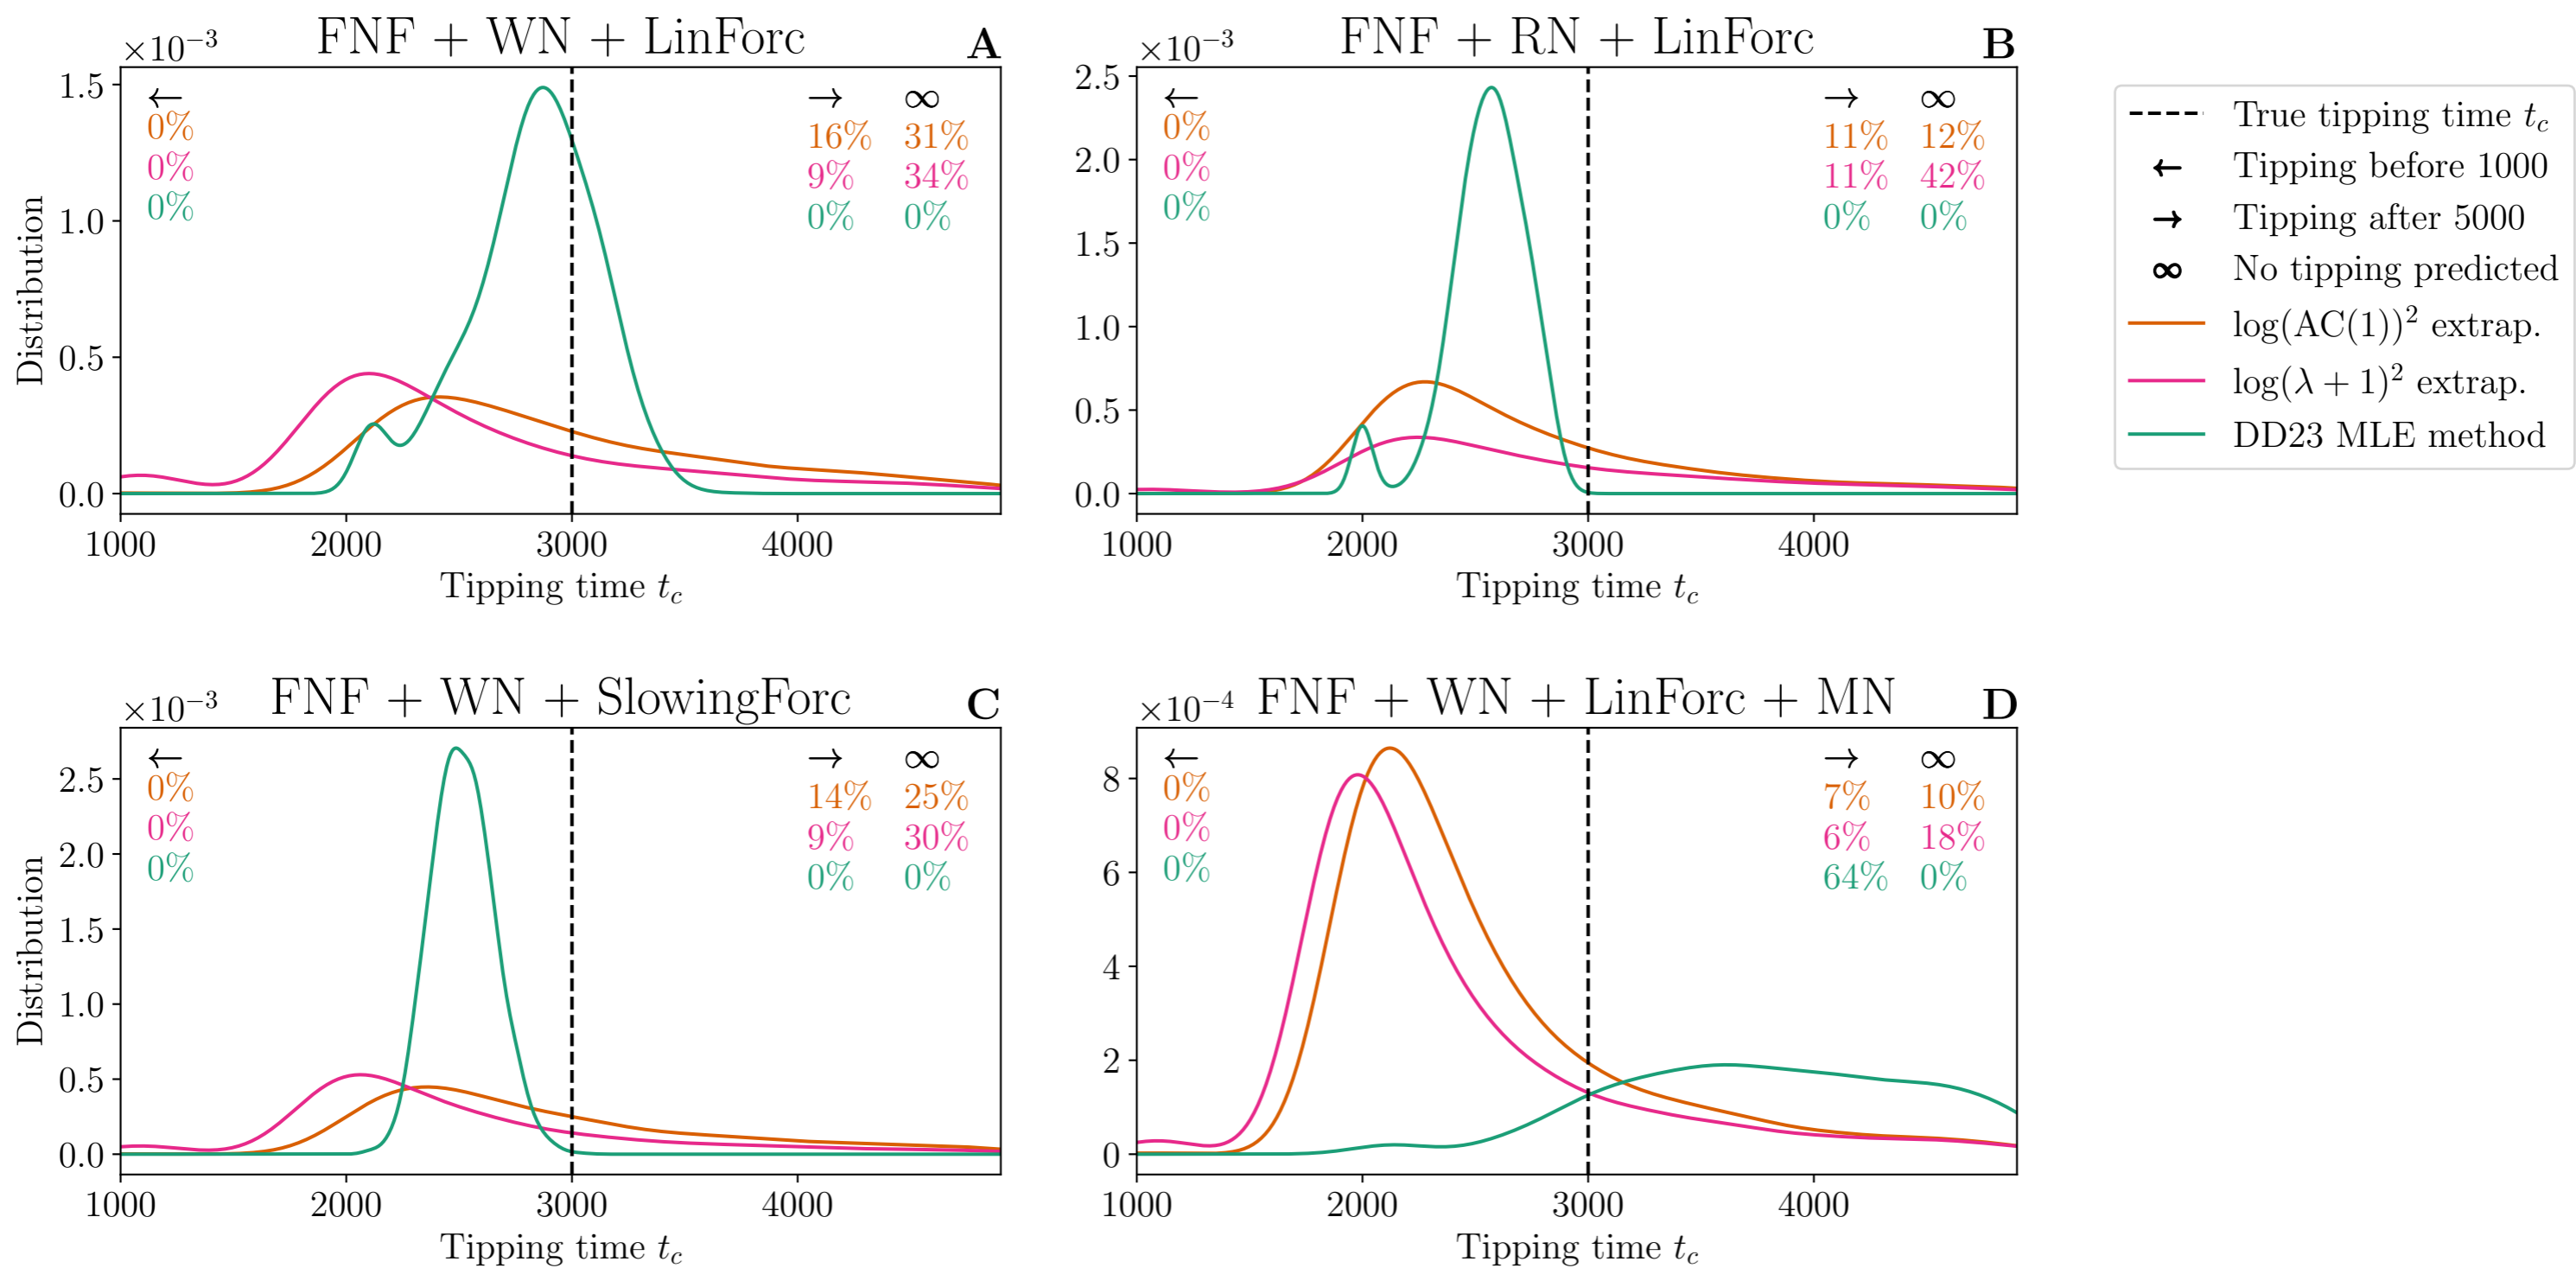 FNF + WN + LinForc
A
×10⁻³
1.5
1.0
0.5
0.0
Distribution
← → ∞
0% 16% 31%
0% 9% 34%
0% 0% 0%
1000 2000 3000 4000
Tipping time t_c
FNF + RN + LinForc
B
×10⁻³
2.5
2.0
1.5
1.0
0.5
0.0
← → ∞
0% 11% 12%
0% 11% 42%
0% 0% 0%
1000 2000 3000 4000
Tipping time t_c
True tipping time t_c
← Tipping before 1000
→ Tipping after 5000
∞ No tipping predicted
log(AC(1))² extrap.
log(λ + 1)² extrap.
DD23 MLE method
FNF + WN + SlowingForc
C
×10⁻³
2.5
2.0
1.5
1.0
0.5
0.0
Distribution
← → ∞
0% 14% 25%
0% 9% 30%
0% 0% 0%
1000 2000 3000 4000
Tipping time t_c
FNF + WN + LinForc + MN
D
×10⁻⁴
8
6
4
2
0
← → ∞
0% 7% 10%
0% 6% 18%
0% 64% 0%
1000 2000 3000 4000
Tipping time t_c